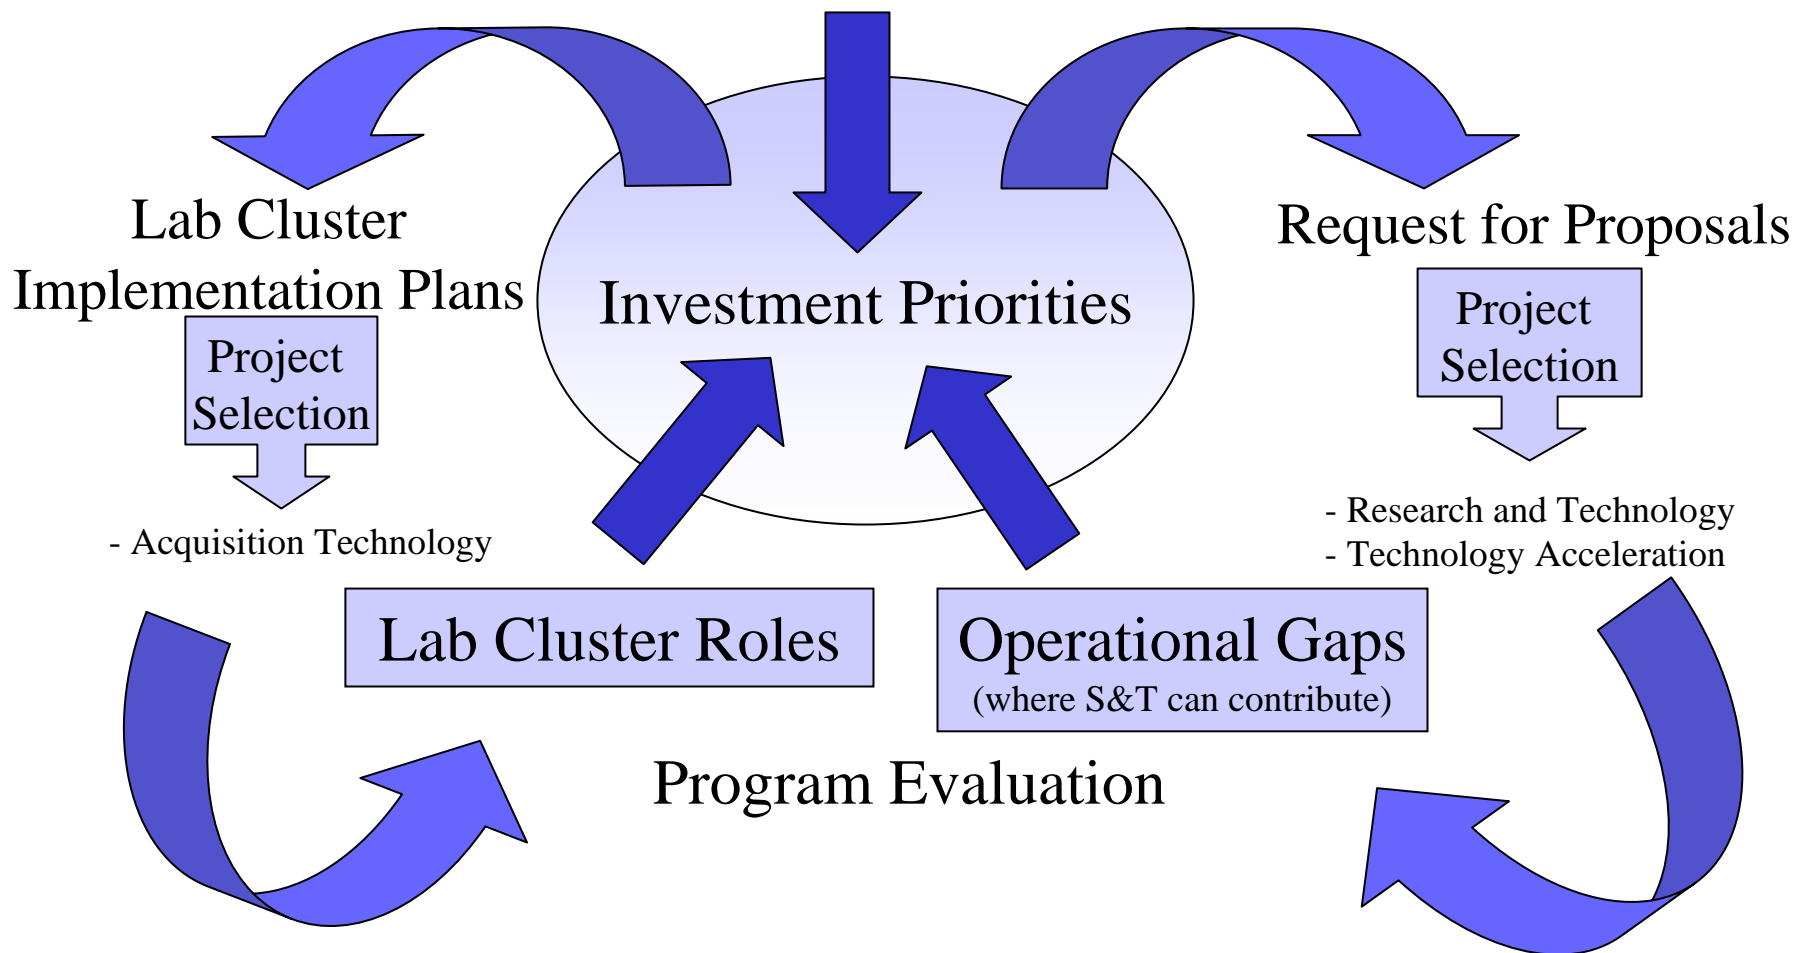 Lab Cluster
Implementation Plans
Project
Selection
- Acquisition Technology
Investment Priorities
Request for Proposals
Project
Selection
- Research and Technology
- Technology Acceleration
Lab Cluster Roles
Operational Gaps
(where S&T can contribute)
Program Evaluation